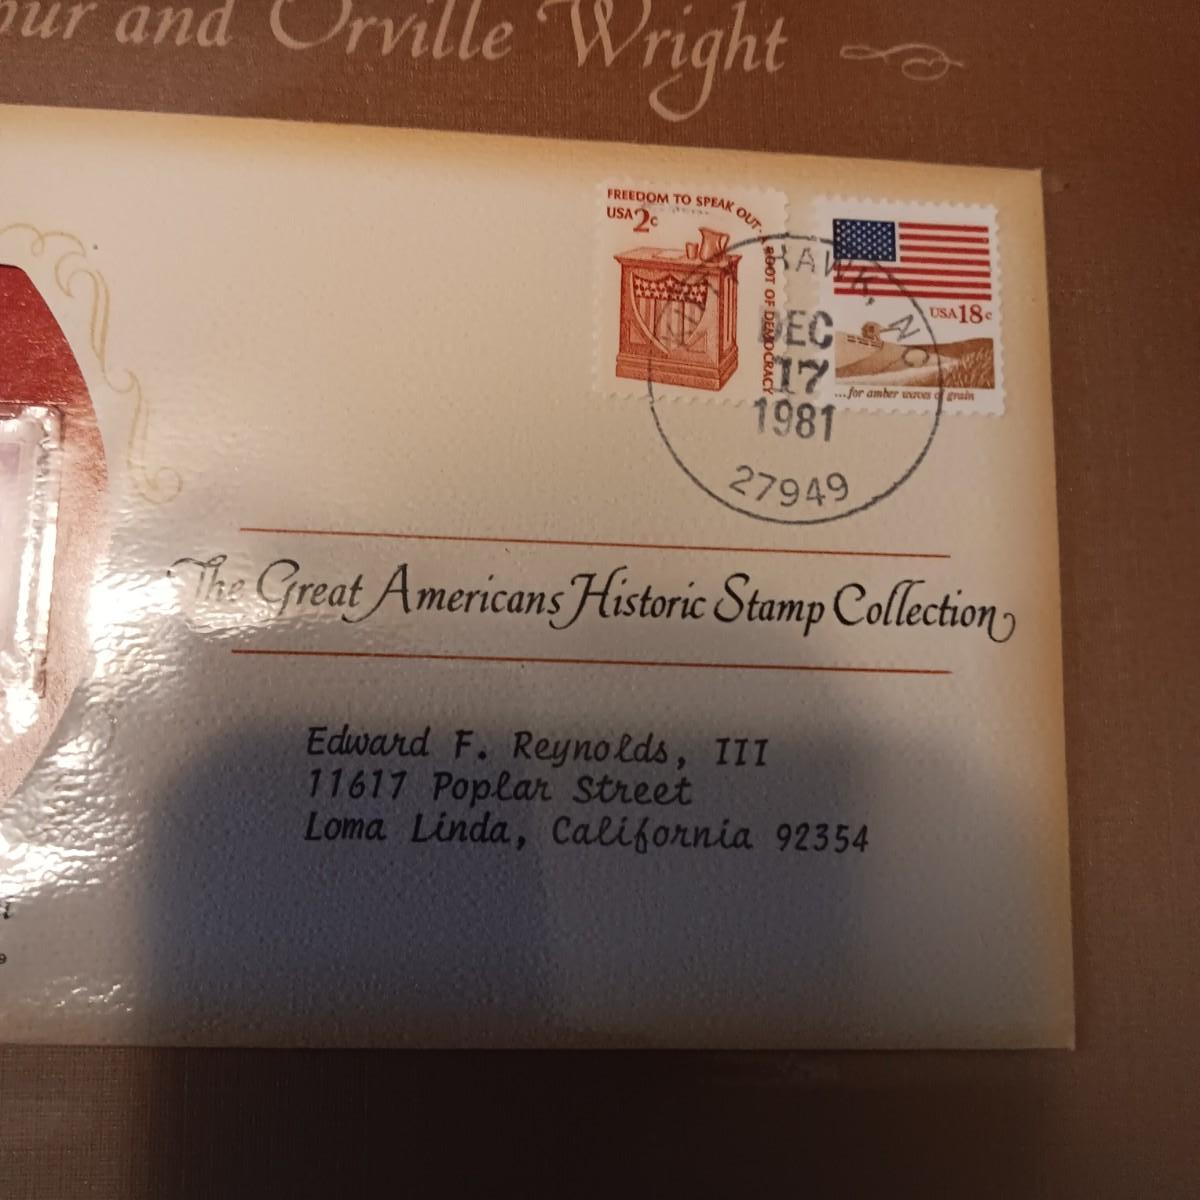 and Orville Wright
FREEDOM TO SPEAK OUT · A ROOT OF DEMOCRACY
USA 2c
USA 18c
...for amber waves of grain
HAWK, NC
DEC
17
1981
27949
The Great Americans Historic Stamp Collection
Edward F. Reynolds, III
11617 Poplar Street
Loma Linda, California 92354